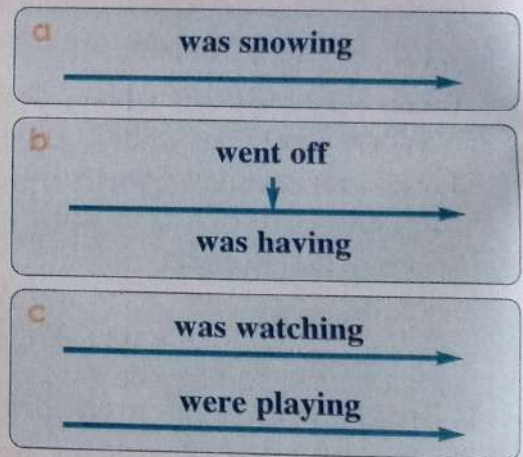 a
was snowing
b
went off
was having
c
was watching
were playing